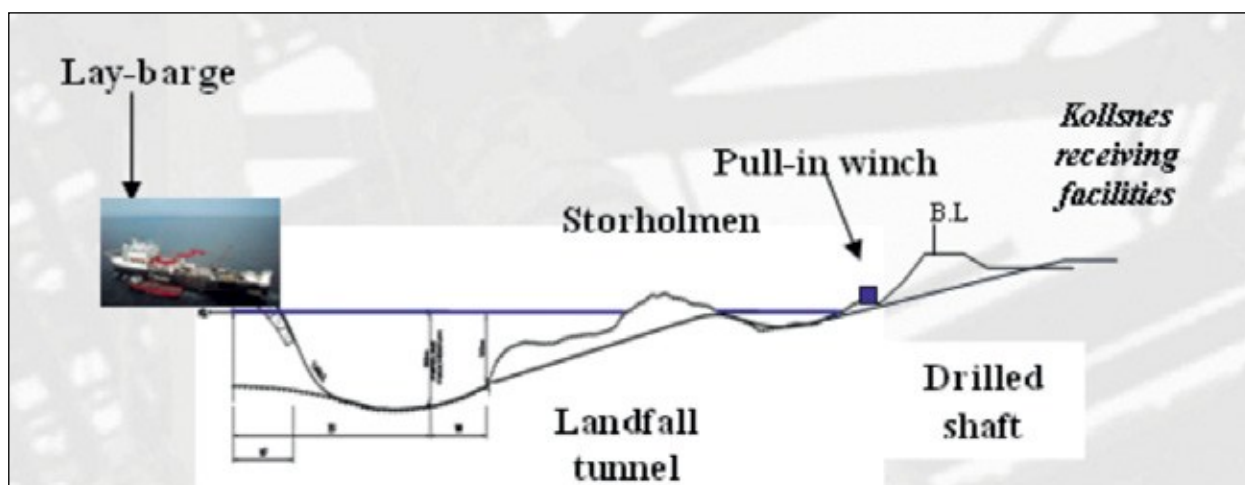 Lay-barge
Kollsnes
receiving
facilities
Pull-in winch
B.L
Storholmen
Drilled
shaft
Landfall
tunnel